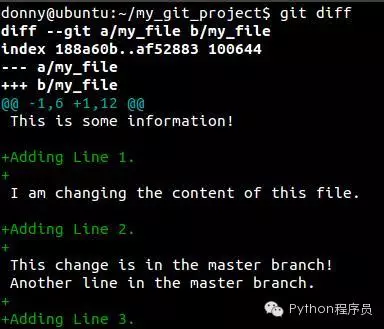 donny@ubuntu:~/my_git_project$ git diff
diff --git a/my_file b/my_file
index 188a60b..af52883 100644
--- a/my_file
+++ b/my_file
@@ -1,6 +1,12 @@
 This is some information!

+Adding Line 1.
+
 I am changing the content of this file.

+Adding Line 2.
+
 This change is in the master branch!
 Another line in the master branch.
+
+Adding Line 3.
Python程序员